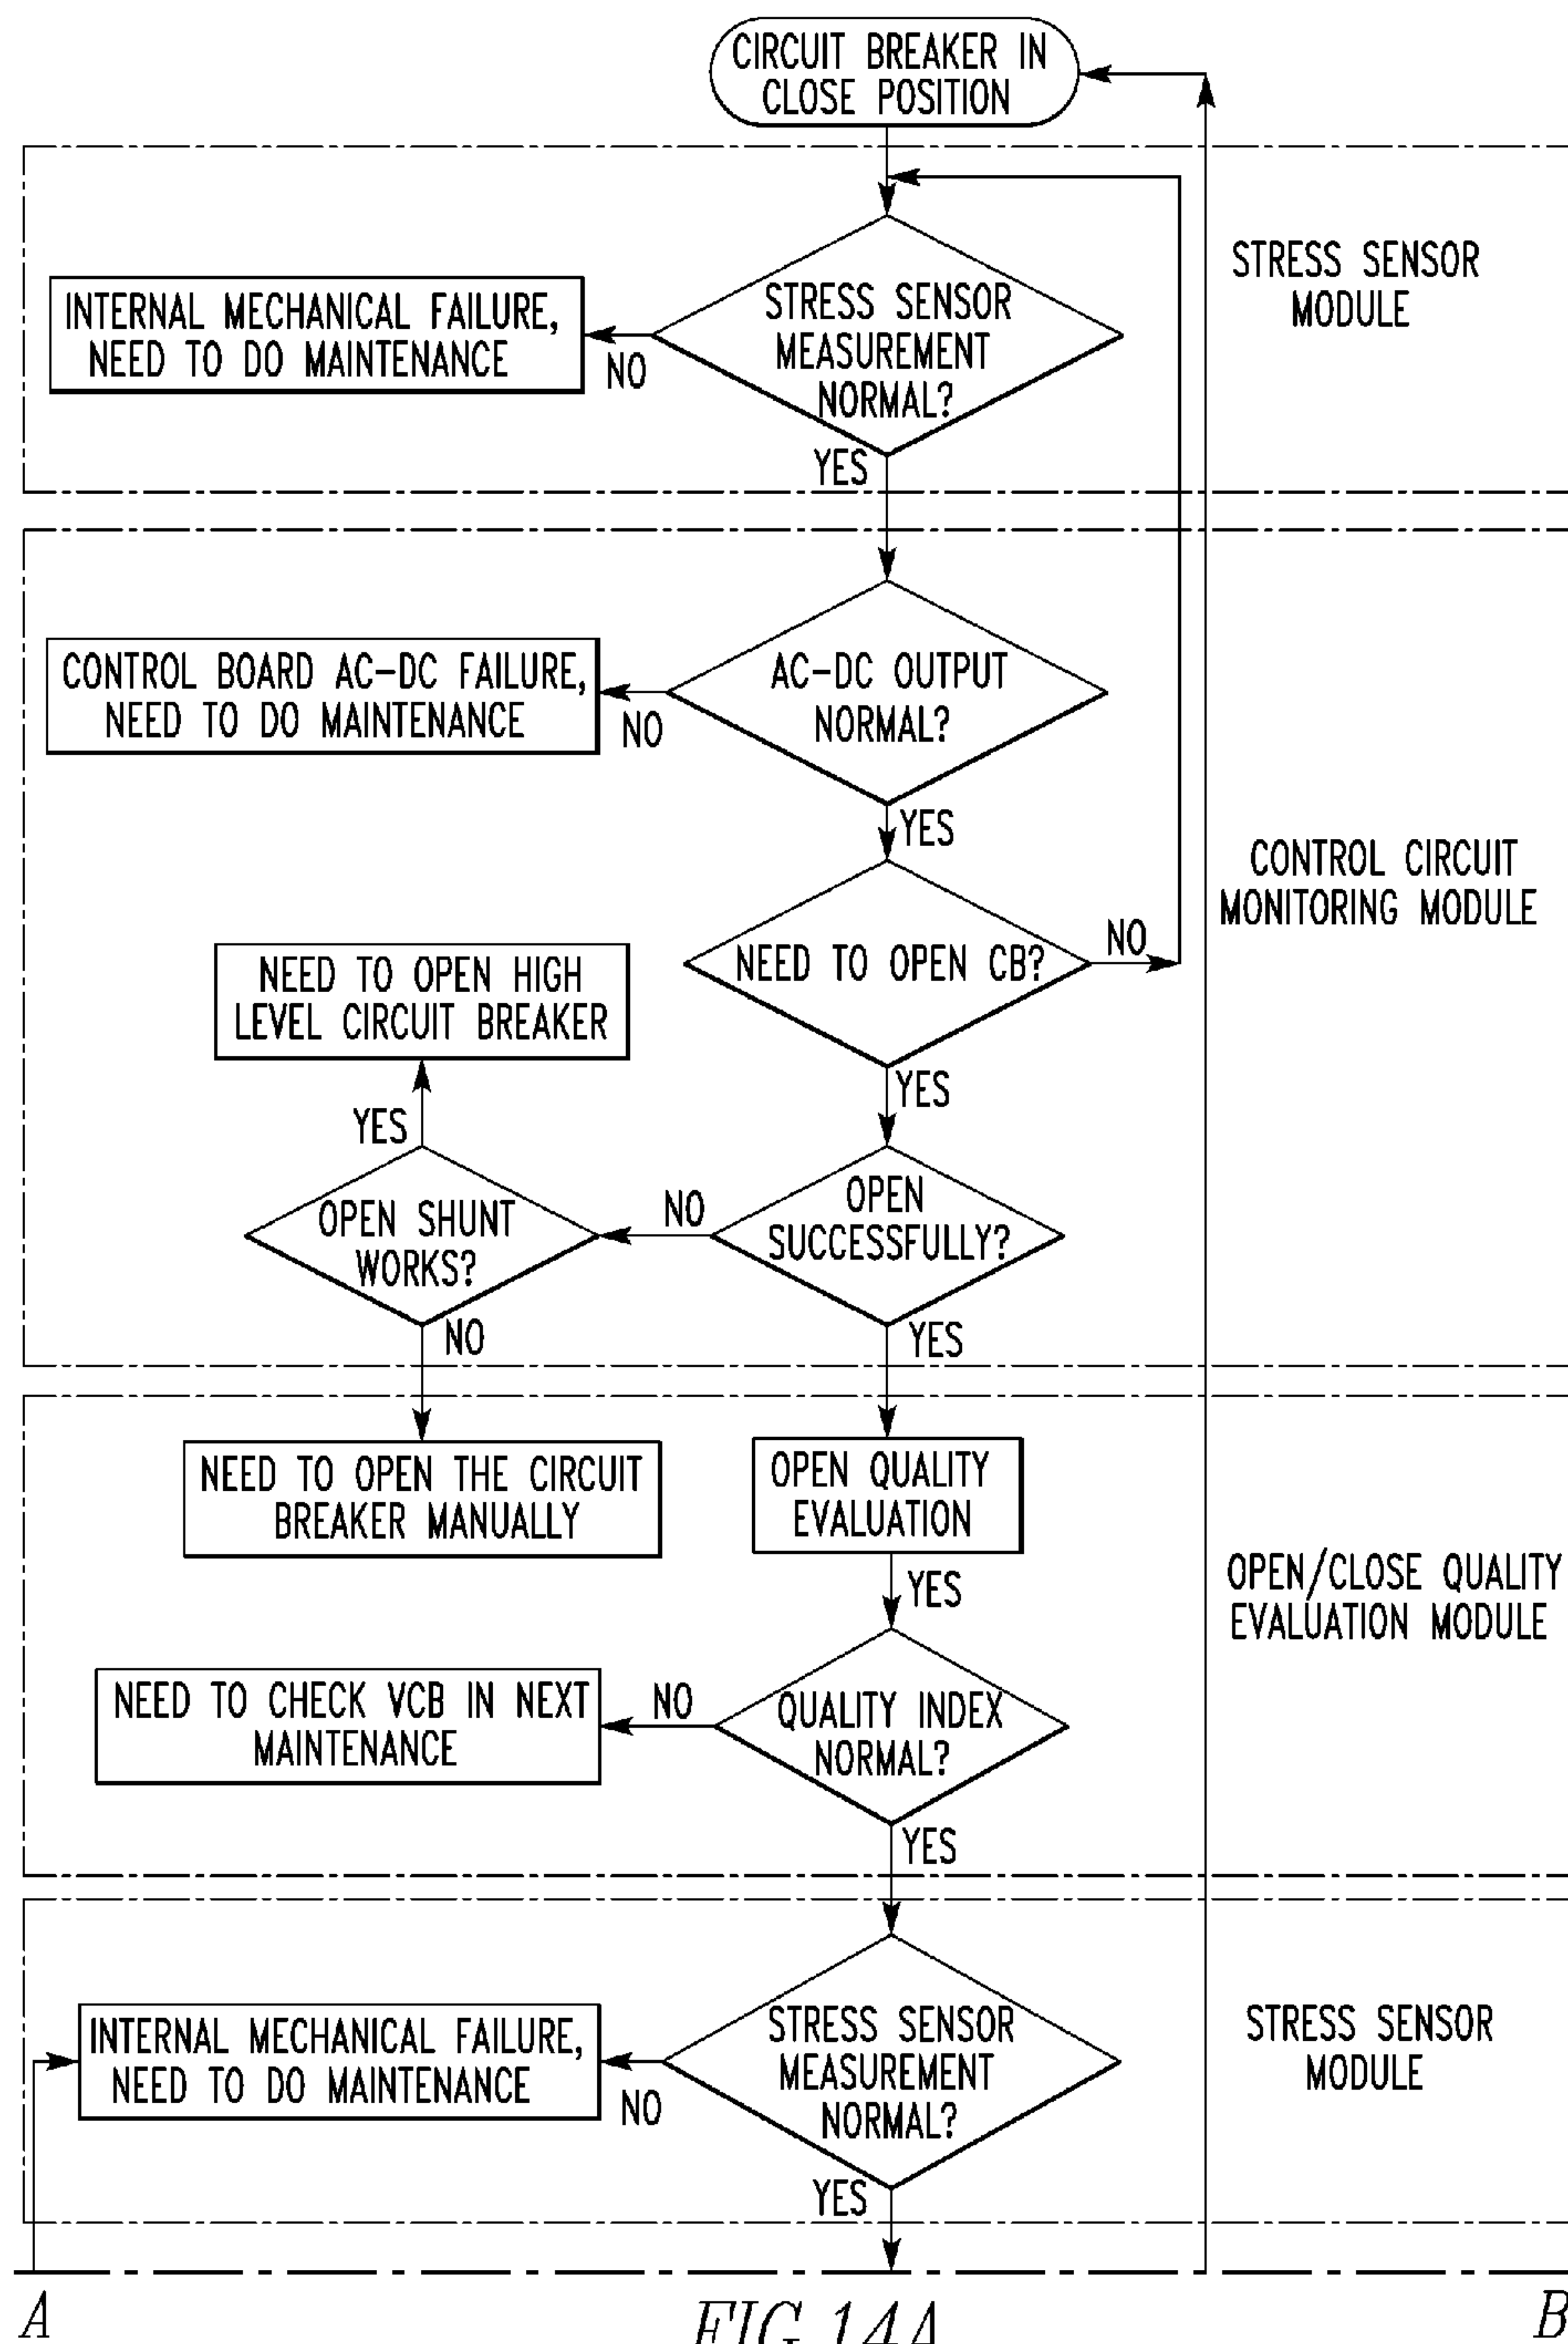 CIRCUIT BREAKER IN
CLOSE POSITION
STRESS SENSOR
MODULE
INTERNAL MECHANICAL FAILURE,
NEED TO DO MAINTENANCE
NO
STRESS SENSOR
MEASUREMENT
NORMAL?
YES
CONTROL BOARD AC-DC FAILURE,
NEED TO DO MAINTENANCE
NO
AC-DC OUTPUT
NORMAL?
YES
CONTROL CIRCUIT
MONITORING MODULE
NEED TO OPEN CB?
NO
NEED TO OPEN HIGH
LEVEL CIRCUIT BREAKER
YES
YES
OPEN SHUNT
WORKS?
NO
OPEN
SUCCESSFULLY?
NO
YES
NEED TO OPEN THE CIRCUIT
BREAKER MANUALLY
OPEN QUALITY
EVALUATION
YES
OPEN/CLOSE QUALITY
EVALUATION MODULE
NEED TO CHECK VCB IN NEXT
MAINTENANCE
NO
QUALITY INDEX
NORMAL?
YES
INTERNAL MECHANICAL FAILURE,
NEED TO DO MAINTENANCE
NO
STRESS SENSOR
MEASUREMENT
NORMAL?
STRESS SENSOR
MODULE
YES
A
FIG. 14A
B